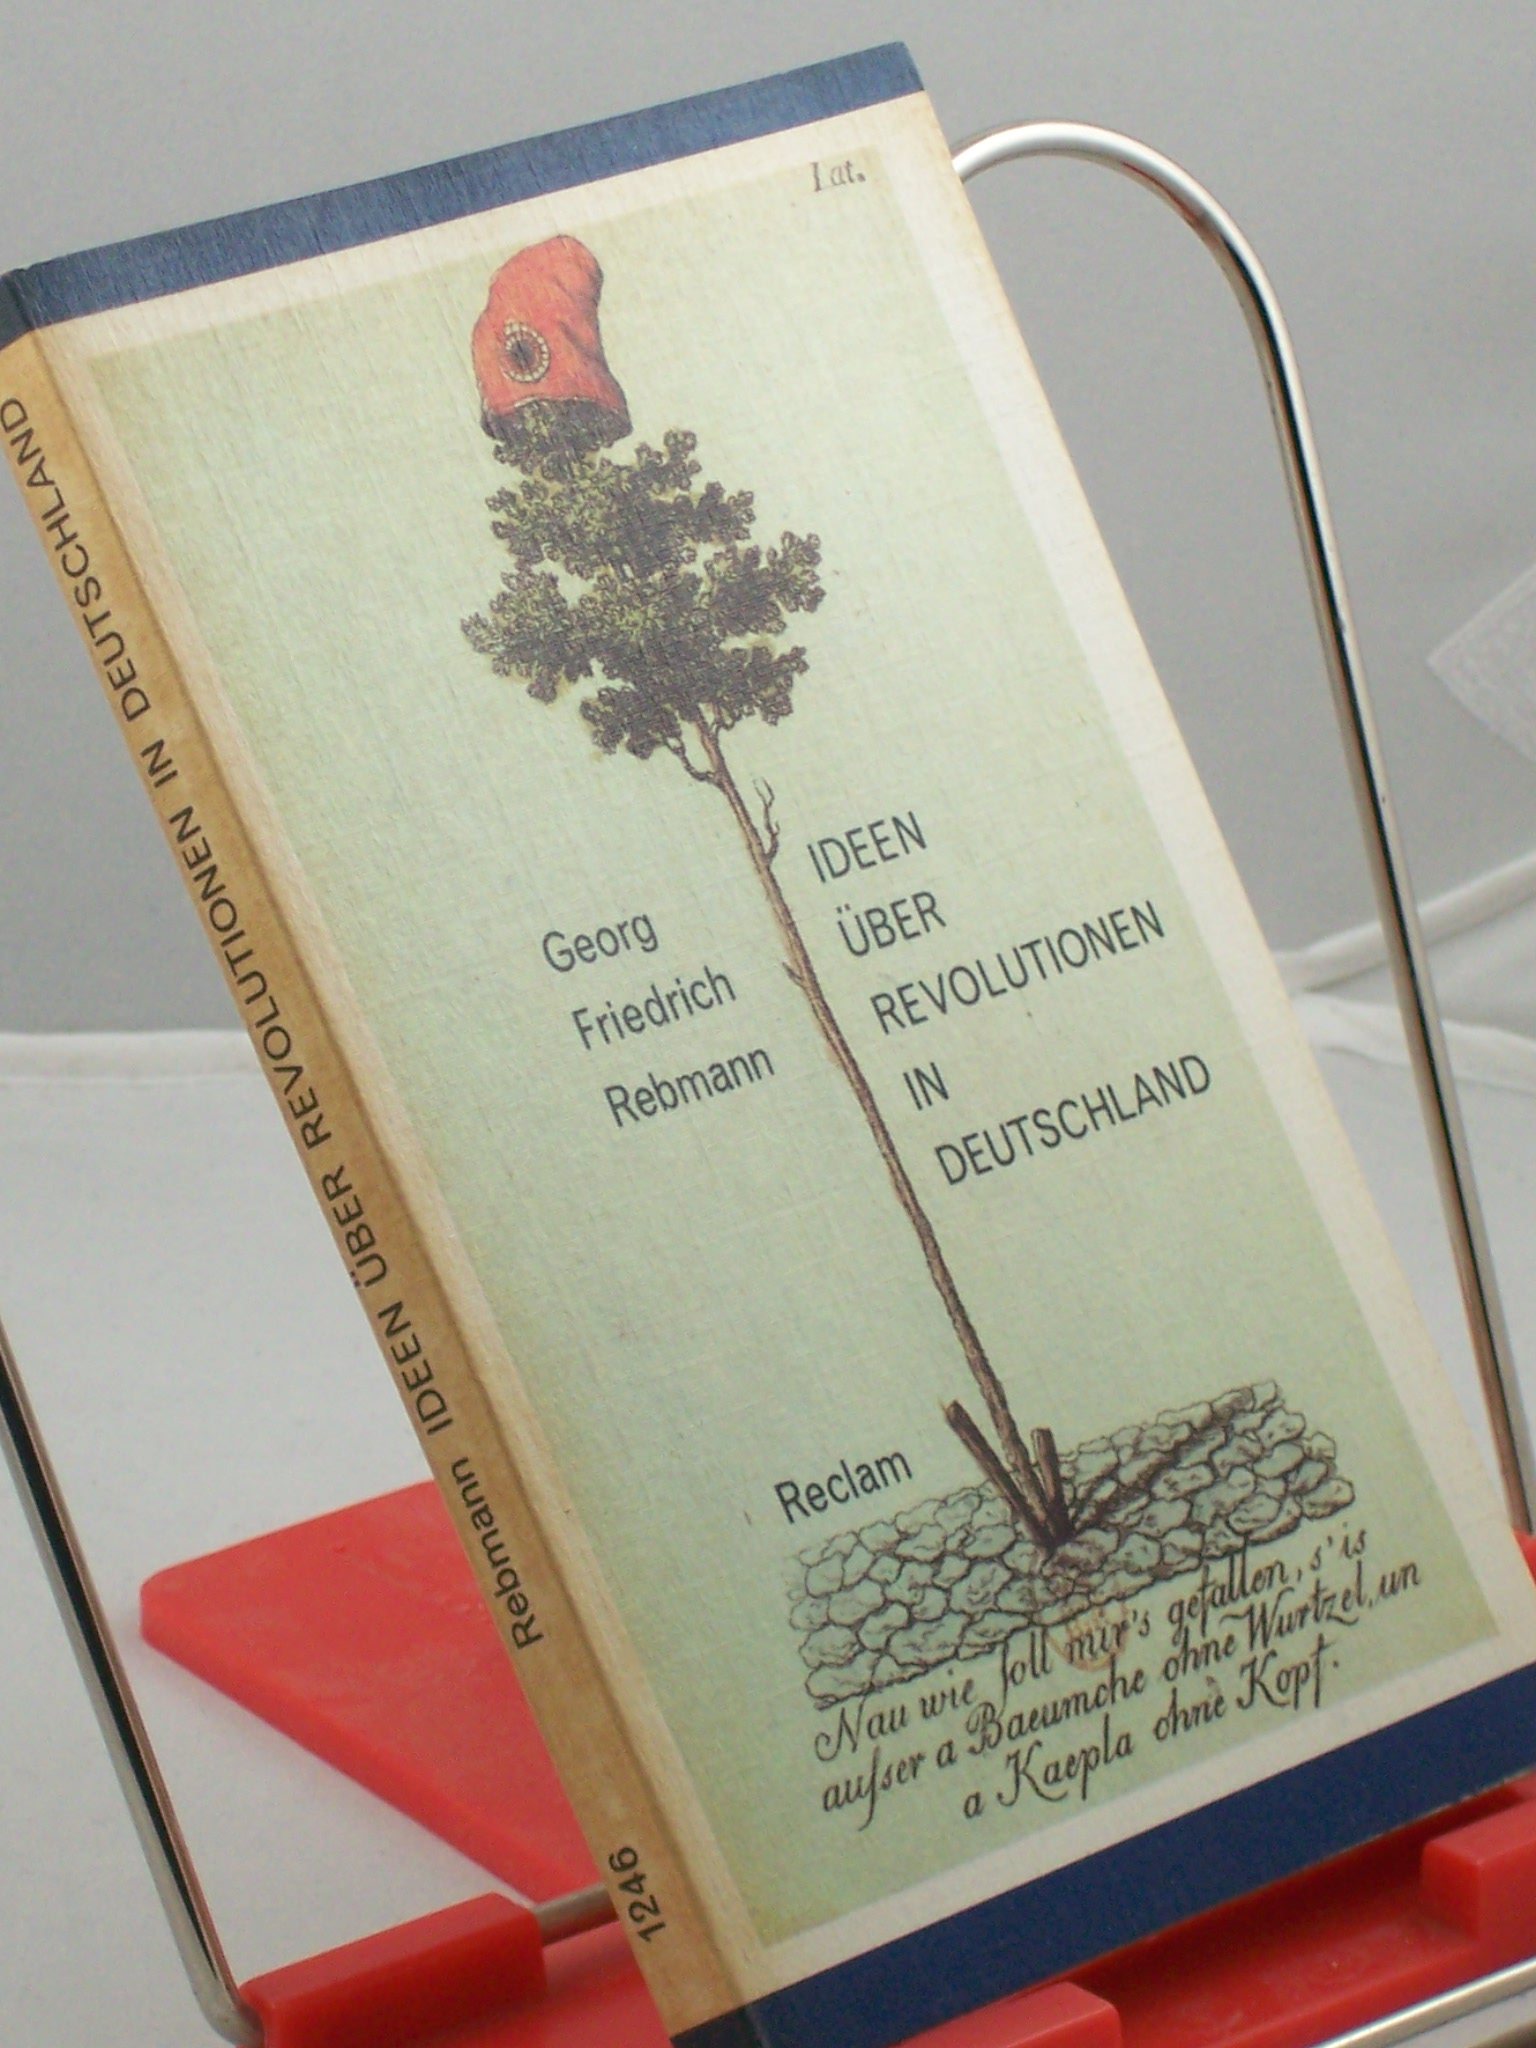 Lat.
Georg
Friedrich
Rebmann
IDEEN
ÜBER
REVOLUTIONEN
IN
DEUTSCHLAND
Reclam
Nau wie ſoll mir's gefallen, s'is
auſser a Baeumche ohne Wurtzel, un
a Kaepla ohne Kopf.
Rebmann IDEEN ÜBER REVOLUTIONEN IN DEUTSCHLAND
1246